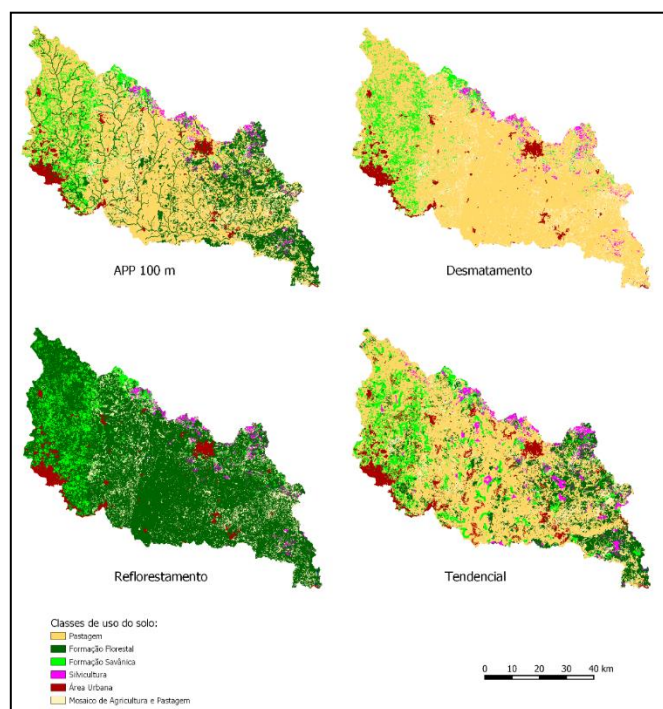 APP 100 m
Desmatamento
Reflorestamento
Tendencial
Classes de uso do solo:
Pastagem
Formação Florestal
Formação Savânica
Silvicultura
Área Urbana
Mosaico de Agricultura e Pastagem
0 10 20 30 40 km